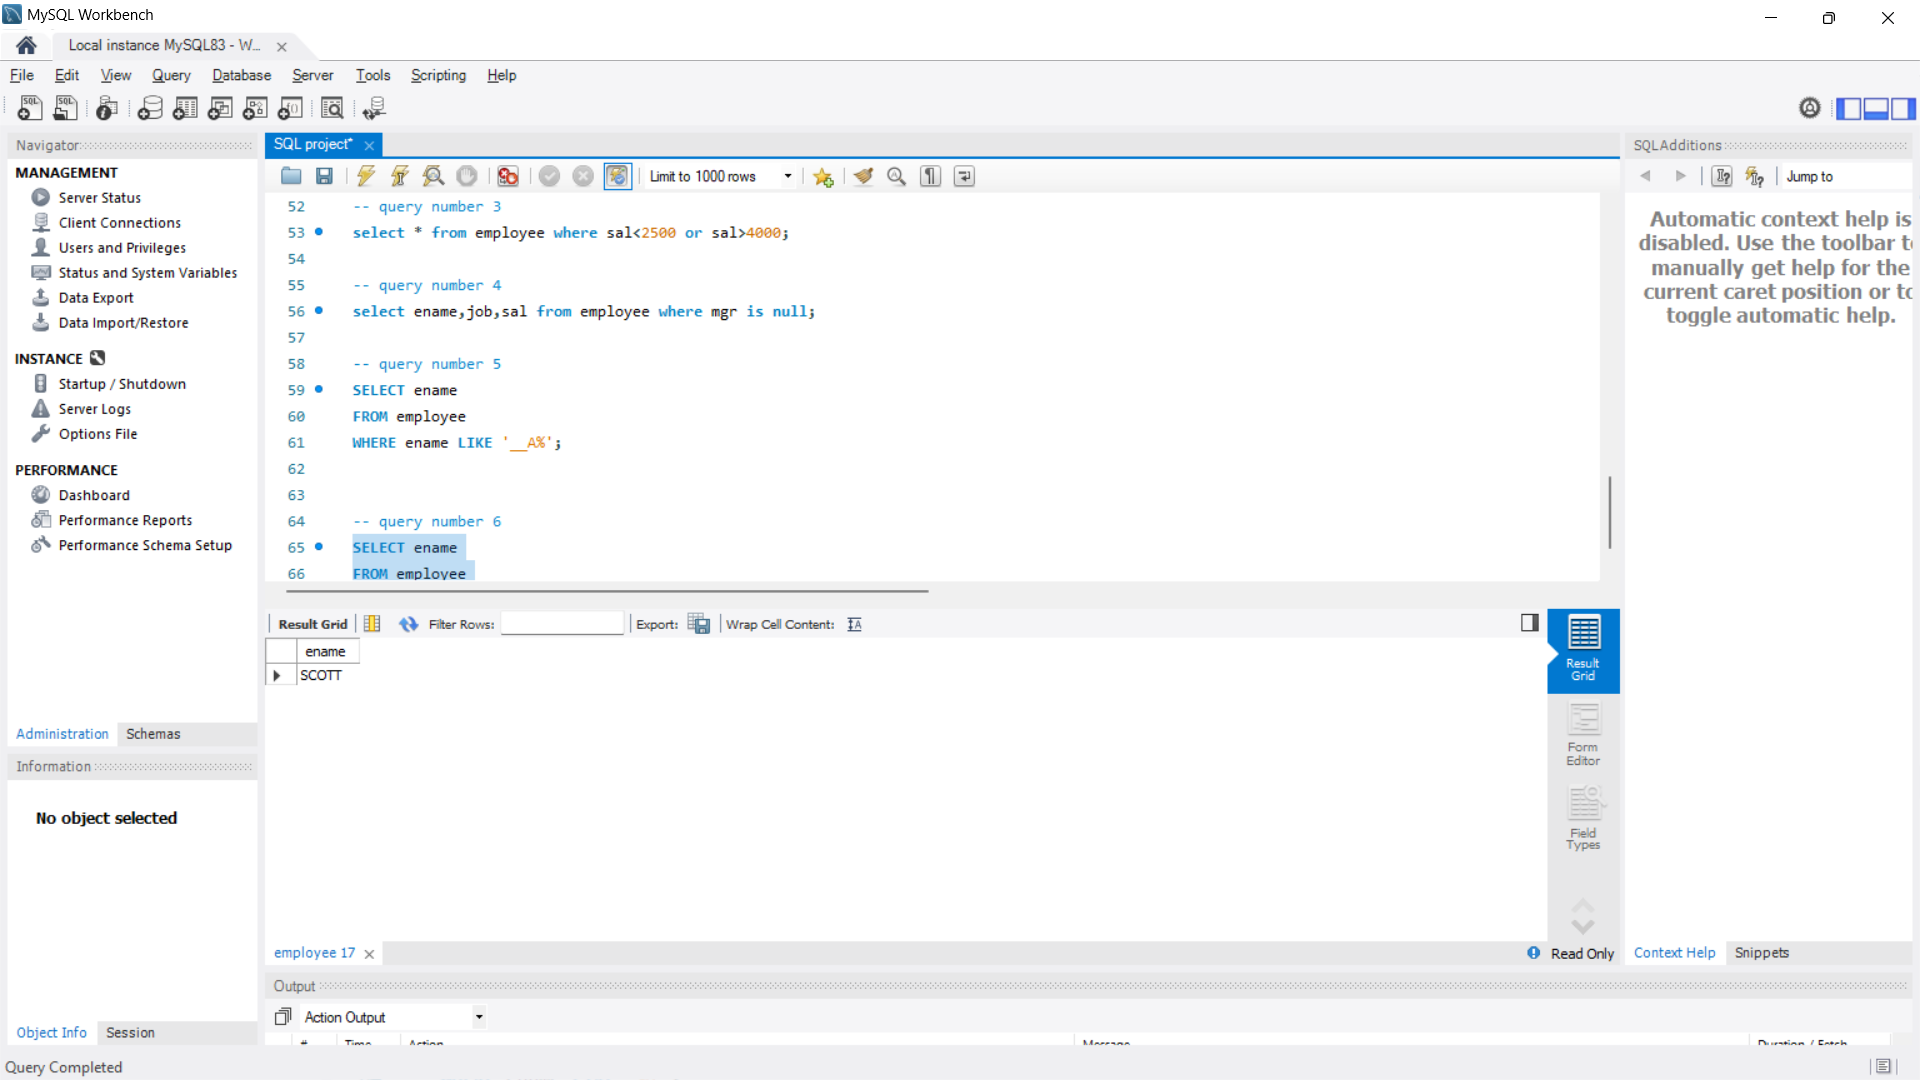 MySQL Workbench
Local instance MySQL83 - W...
File Edit View Query Database Server Tools Scripting Help
Navigator
MANAGEMENT
Server Status
Client Connections
Users and Privileges
Status and System Variables
Data Export
Data Import/Restore
INSTANCE
Startup / Shutdown
Server Logs
Options File
PERFORMANCE
Dashboard
Performance Reports
Performance Schema Setup
Administration Schemas
Information
No object selected
Object Info Session
SQL project*
Limit to 1000 rows
52 -- query number 3
53 select * from employee where sal<2500 or sal>4000;
54
55 -- query number 4
56 select ename,job,sal from employee where mgr is null;
57
58 -- query number 5
59 SELECT ename
60 FROM employee
61 WHERE ename LIKE '__A%';
62
63
64 -- query number 6
65 SELECT ename
66 FROM employee
Result Grid Filter Rows: Export: Wrap Cell Content:
ename
SCOTT
Result
Grid
Form
Editor
Field
Types
employee 17
Read Only
Output
Action Output
# Time Action Message Duration / Fetch
SQLAdditions
Jump to
Automatic context help is
disabled. Use the toolbar t
manually get help for the
current caret position or to
toggle automatic help.
Context Help Snippets
Query Completed